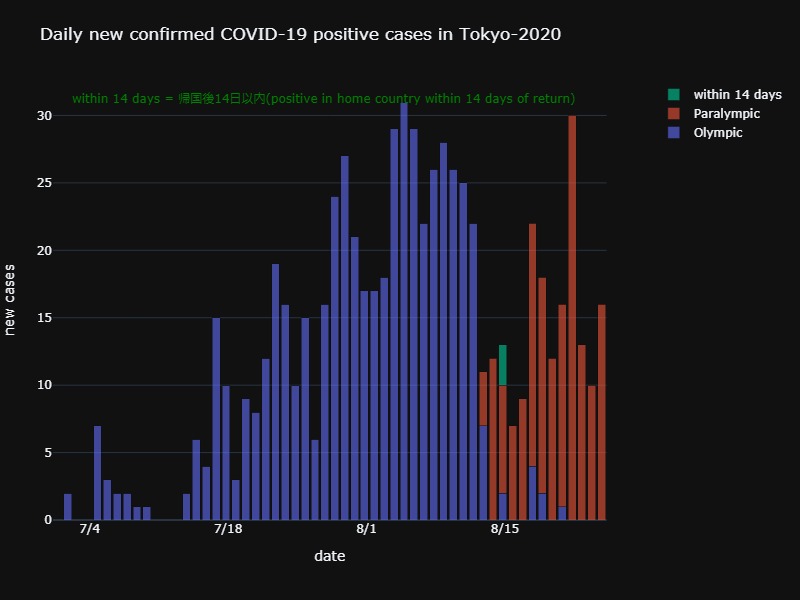 Daily new confirmed COVID-19 positive cases in Tokyo-2020
within 14 days = 帰国後14日以内(positive in home country within 14 days of return)
within 14 days
Paralympic
Olympic
30
25
20
15
10
5
0
new cases
7/4 7/18 8/1 8/15
date